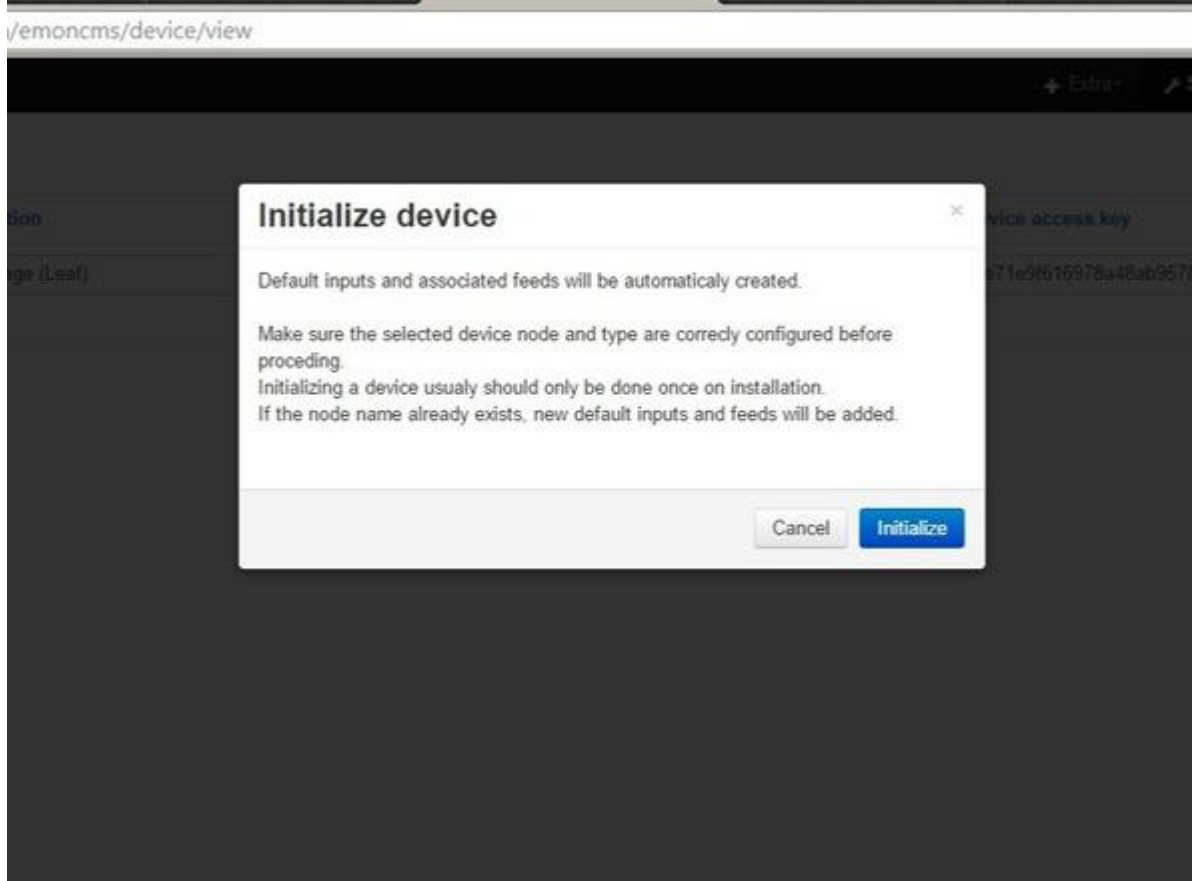 /emoncms/device/view
Extra
Initialize device
×
tion
vice access key
Default inputs and associated feeds will be automaticaly created.
age (Leaf)
Make sure the selected device node and type are correcly configured before
proceding.
Initializing a device usualy should only be done once on installation.
If the node name already exists, new default inputs and feeds will be added.
Cancel
Initialize